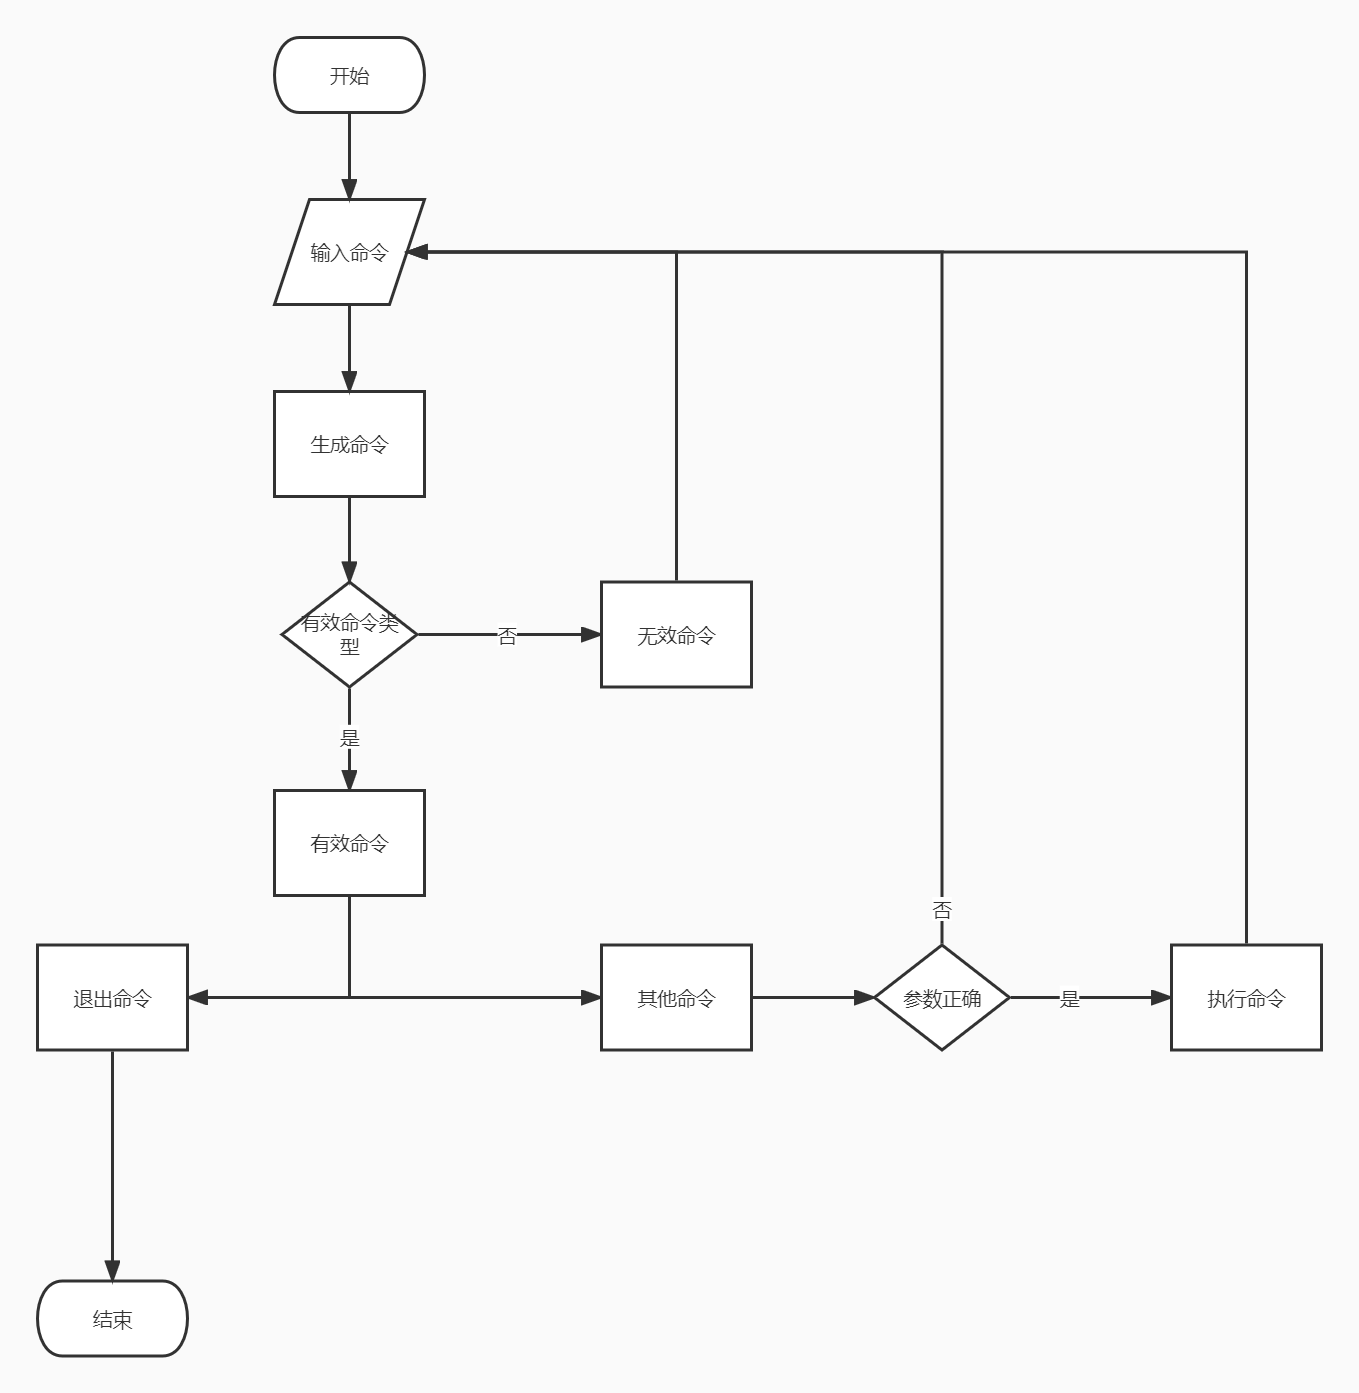 开始
输入命令
生成命令
有效命令类
型
否
无效命令
是
有效命令
否
退出命令
其他命令
参数正确
是
执行命令
结束